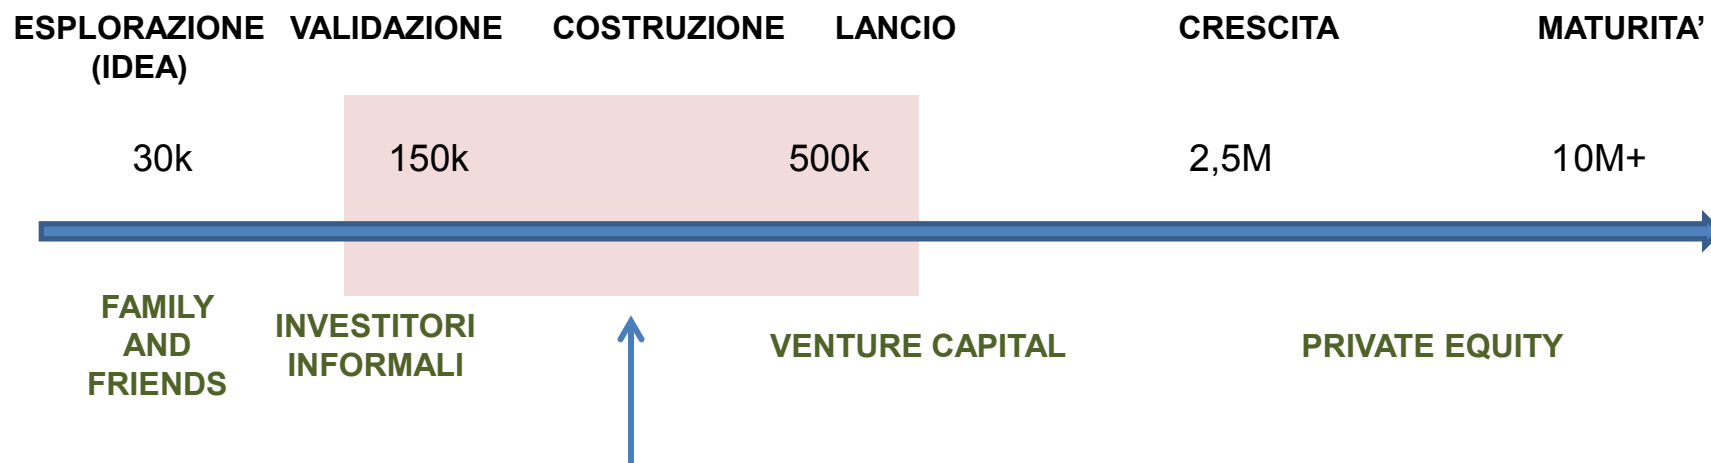 ESPLORAZIONE VALIDAZIONE COSTRUZIONE LANCIO CRESCITA MATURITA’
(IDEA)
30k 150k 500k 2,5M 10M+
FAMILY
AND
FRIENDS
INVESTITORI
INFORMALI
VENTURE CAPITAL
PRIVATE EQUITY